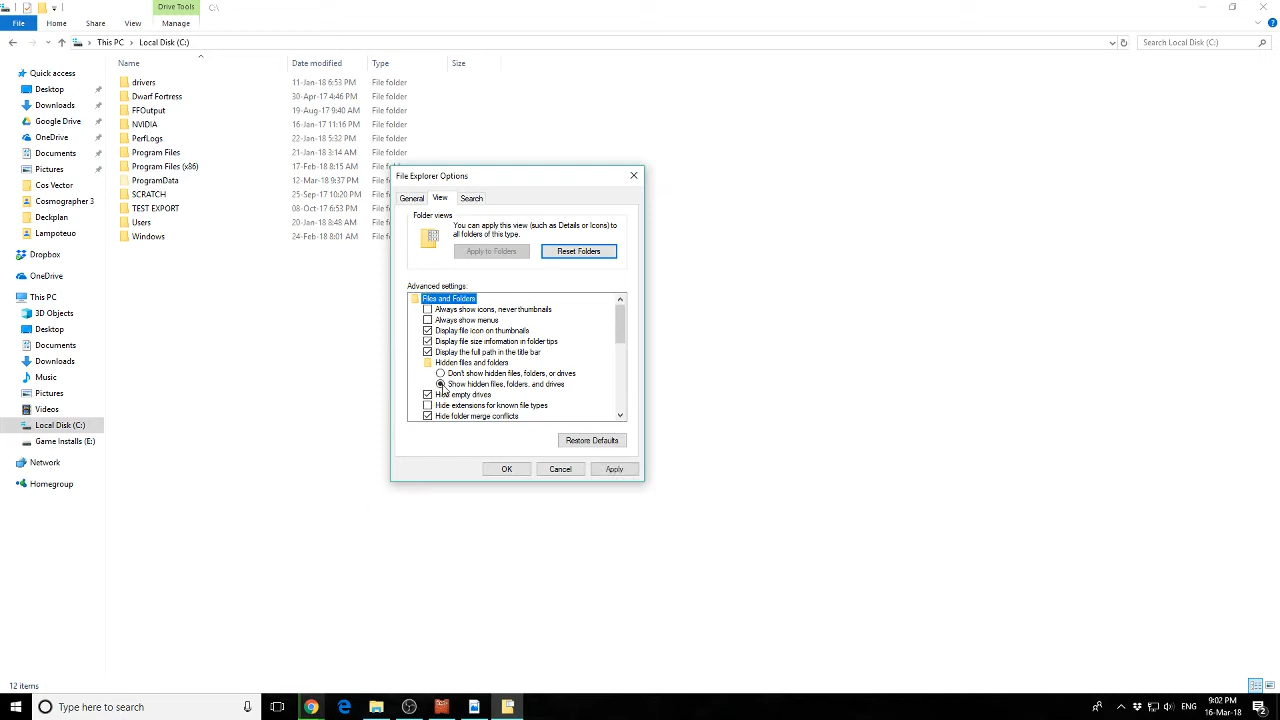 Drive Tools
C:\
File
Home
Share
View
Manage
This PC
Local Disk (C:)
Search Local Disk (C:)
Name
Date modified
Type
Size
Quick access
Desktop
Downloads
Google Drive
OneDrive
Documents
Pictures
Cos Vector
Cosmographer 3
Deckplan
Lampoteuo
Dropbox
OneDrive
This PC
3D Objects
Desktop
Documents
Downloads
Music
Pictures
Videos
Local Disk (C:)
Game Installs (E:)
Network
Homegroup
drivers 11-Jan-18 6:53 PM File folder
Dwarf Fortress 30-Apr-17 4:46 PM File folder
FFOutput 19-Aug-17 9:40 AM File folder
NVIDIA 16-Jan-17 11:16 PM File folder
PerfLogs 22-Jan-18 5:32 PM File folder
Program Files 21-Jan-18 3:14 AM File folder
Program Files (x86) 17-Feb-18 8:15 AM File folder
ProgramData 12-Mar-18 9:37 PM File
SCRATCH 25-Sep-17 10:20 PM File
TEST EXPORT 08-Oct-17 6:53 PM File
Users 20-Jan-18 8:48 AM File
Windows 24-Feb-18 8:01 AM File
File Explorer Options
General
View
Search
Folder views
You can apply this view (such as Details or Icons) to
all folders of this type.
Apply to Folders
Reset Folders
Advanced settings:
Files and Folders
Always show icons, never thumbnails
Always show menus
Display file icon on thumbnails
Display file size information in folder tips
Display the full path in the title bar
Hidden files and folders
Don't show hidden files, folders, or drives
Show hidden files, folders, and drives
Hide empty drives
Hide extensions for known file types
Hide folder merge conflicts
Restore Defaults
OK
Cancel
Apply
12 items
Type here to search
ENG
9:02 PM
16-Mar-18
2